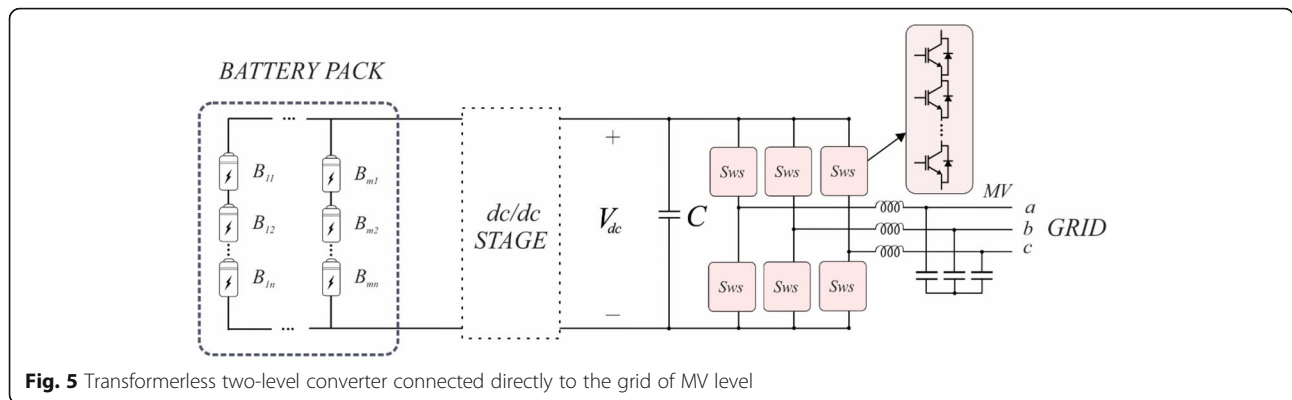 BATTERY PACK
B11
B12
B1n
Bm1
Bm2
Bmn
dc/dc
STAGE
+
Vdc
−
C
Sws Sws Sws
Sws Sws Sws
MV
a
b
c
GRID
Fig. 5 Transformerless two-level converter connected directly to the grid of MV level